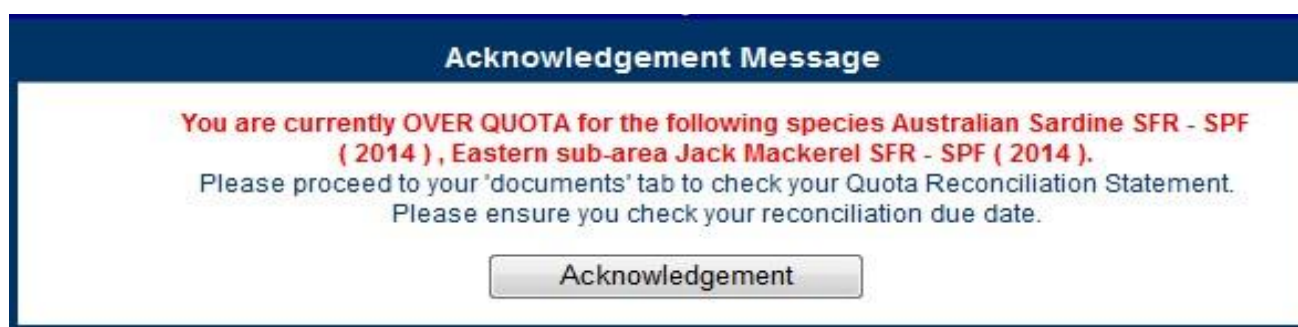 Acknowledgement Message
You are currently OVER QUOTA for the following species Australian Sardine SFR - SPF
( 2014 ) , Eastern sub-area Jack Mackerel SFR - SPF ( 2014 ).
Please proceed to your 'documents' tab to check your Quota Reconciliation Statement.
Please ensure you check your reconciliation due date.
Acknowledgement